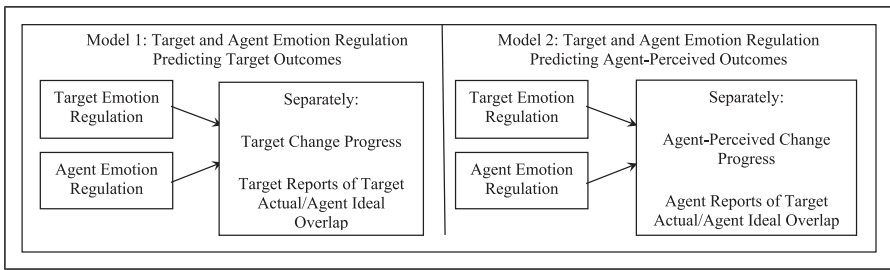 Model 1: Target and Agent Emotion Regulation
Predicting Target Outcomes
Target Emotion
Regulation
Agent Emotion
Regulation
Separately:
Target Change Progress
Target Reports of Target
Actual/Agent Ideal
Overlap
Model 2: Target and Agent Emotion Regulation
Predicting Agent-Perceived Outcomes
Target Emotion
Regulation
Agent Emotion
Regulation
Separately:
Agent-Perceived Change
Progress
Agent Reports of Target
Actual/Agent Ideal Overlap